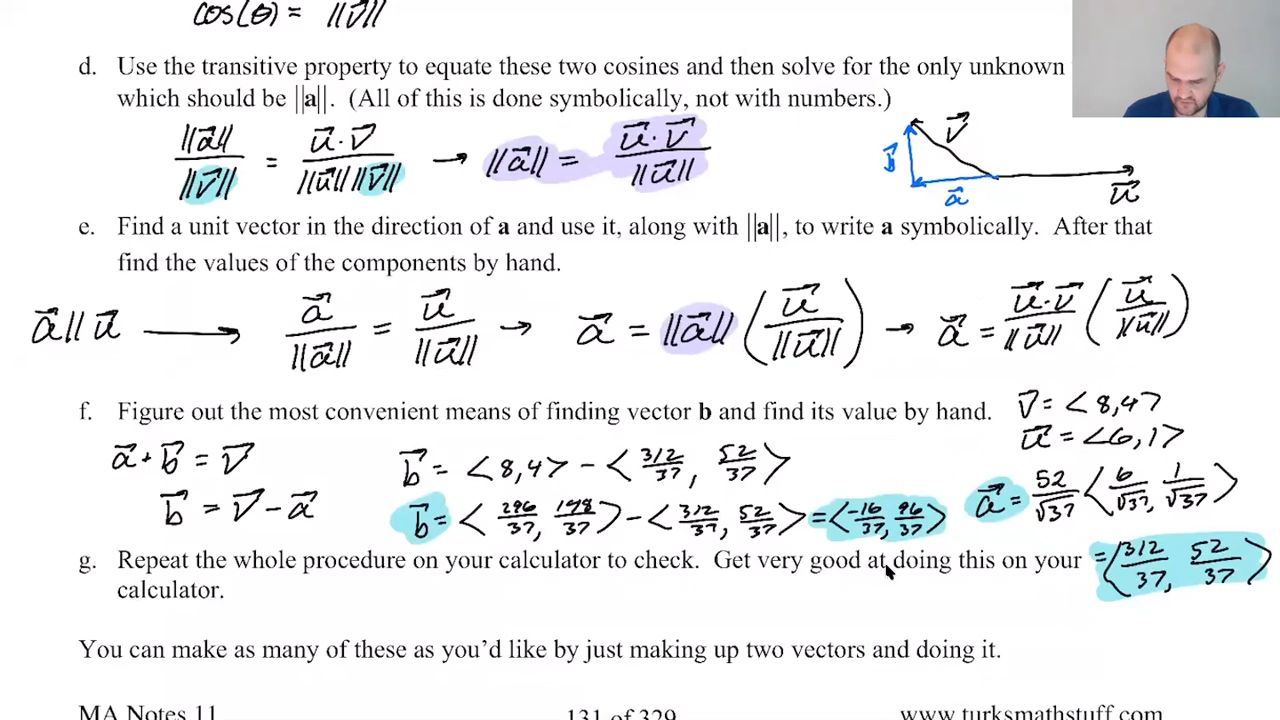 cos(θ) = ||v⃗||
d. Use the transitive property to equate these two cosines and then solve for the only unknown
which should be ||a||. (All of this is done symbolically, not with numbers.)
||a⃗|| / ||v⃗|| = u⃗·v⃗ / ||u⃗|| ||v⃗|| → ||a⃗|| = u⃗·v⃗ / ||u⃗||
v⃗
b⃗
a⃗
u⃗
e. Find a unit vector in the direction of a and use it, along with ||a||, to write a symbolically. After that
find the values of the components by hand.
a⃗ || u⃗ → a⃗ / ||a⃗|| = u⃗ / ||u⃗|| → a⃗ = ||a⃗|| (u⃗ / ||u⃗||) → a⃗ = u⃗·v⃗ / ||u⃗|| (u⃗ / ||u⃗||)
f. Figure out the most convenient means of finding vector b and find its value by hand.
v⃗ = <8,4>
u⃗ = <6,1>
a⃗ + b⃗ = v⃗
b⃗ = v⃗ - a⃗
b⃗ = <8,4> - <312/37, 52/37>
b⃗ = <296/37, 148/37> - <312/37, 52/37> = <-16/37, 96/37>
a⃗ = 52/√37 <6/√37, 1/√37>
= <312/37, 52/37>
g. Repeat the whole procedure on your calculator to check. Get very good at doing this on your
calculator.
You can make as many of these as you'd like by just making up two vectors and doing it.
MA Notes 11
131 of 329
www.turksmathstuff.com